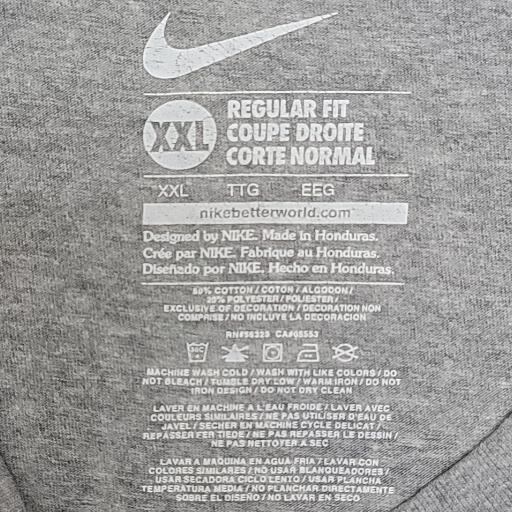 XXL
REGULAR FIT
COUPE DROITE
CORTE NORMAL
XXL TTG EEG
nikebetterworld.com
Designed by NIKE. Made in Honduras.
Crée par NIKE. Fabrique au Honduras.
Diseñado por NIKE. Hecho en Honduras.
COTTON / COTON / ALGODON /
POLYESTER / POLIESTER /
EXCLUSIVE OF DECORATION / DECORATION NON
COMPRISE / NO INCLUYE LA DECORACION
RN#56323 CA#05553
MACHINE WASH COLD / WASH WITH LIKE COLORS / DO
NOT BLEACH / TUMBLE DRY LOW / WARM IRON / DO NOT
IRON DESIGN / DO NOT DRY CLEAN
LAVER EN MACHINE A L'EAU FROIDE / LAVER AVEC
COULEURS SIMILAIRES / NE PAS UTILISER D'EAU DE
JAVEL / SECHER EN MACHINE CYCLE DELICAT /
REPASSER FER TIEDE / NE PAS REPASSER LE DESSIN /
NE PAS NETTOYER A SEC
LAVAR A MAQUINA EN AGUA FRIA / LAVAR CON
COLORES SIMILARES / NO USAR BLANQUEADORES /
USAR SECADORA CICLO LENTO / USAR PLANCHA
TEMPERATURA MEDIA / NO PLANCHAR DIRECTAMENTE
SOBRE EL DISEÑO / NO LAVAR EN SECO